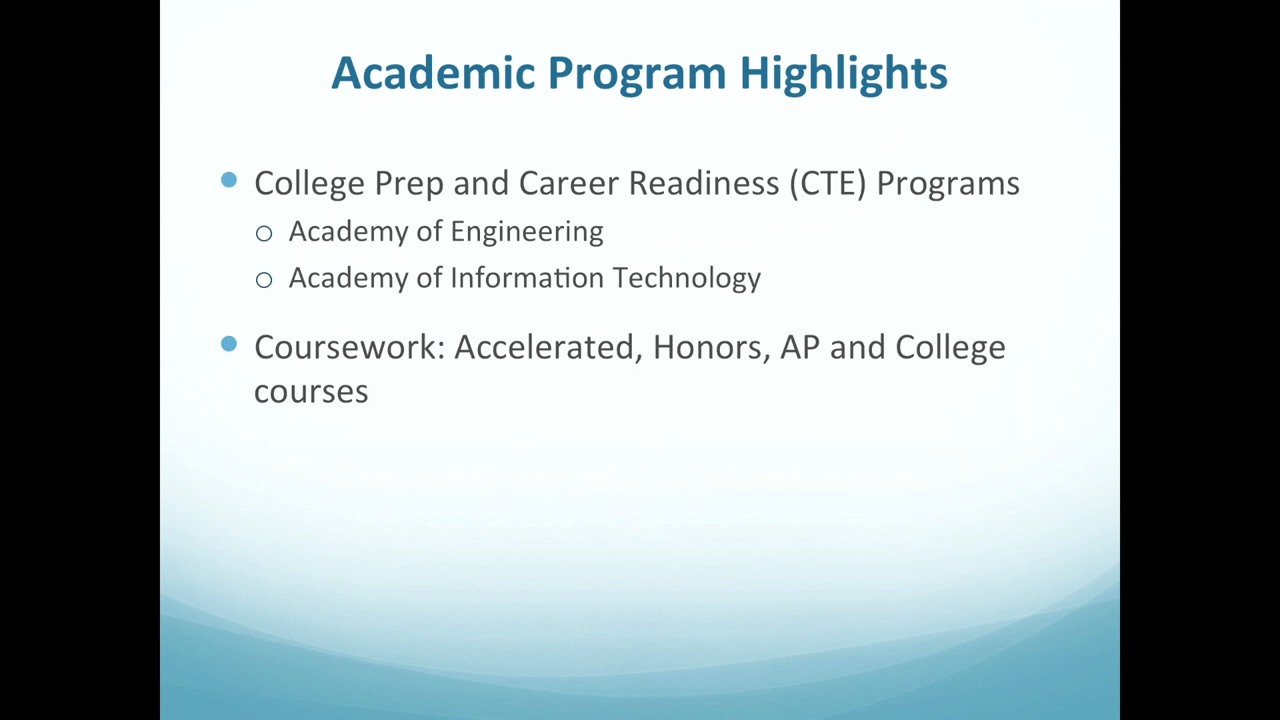 Academic Program Highlights
College Prep and Career Readiness (CTE) Programs
Academy of Engineering
Academy of Information Technology
Coursework: Accelerated, Honors, AP and College
courses